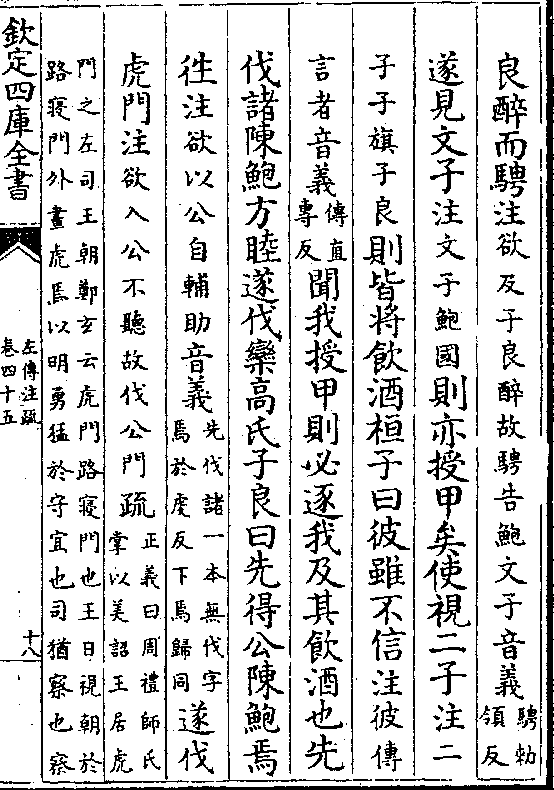 良醉而騁注欲及子良醉故騁告鮑文子音義騁勑
領反
遂見文子注文子鮑國則亦授甲矣使視二子注二
子子旗子良則皆將飲酒桓子曰彼雖不信注彼傳
言者音義傳直
專反聞我授甲則必逐我及其飲酒也先
伐諸陳鮑方睦遂伐欒髙氏子良曰先得公陳鮑焉
徃注欲以公自輔助音義先伐諸一本無伐字
焉於䖍反下焉歸同遂伐
虎門注欲入公不聽故伐公門疏正義曰周禮師氏
掌以美詔王居虎
門之左司王朝鄭𤣥云虎門路寢門也王日視朝於
路寢門外畫虎焉以明勇猛於守宜也司猶察也察
欽定四庫全書
左傳注疏
卷四十五
十八